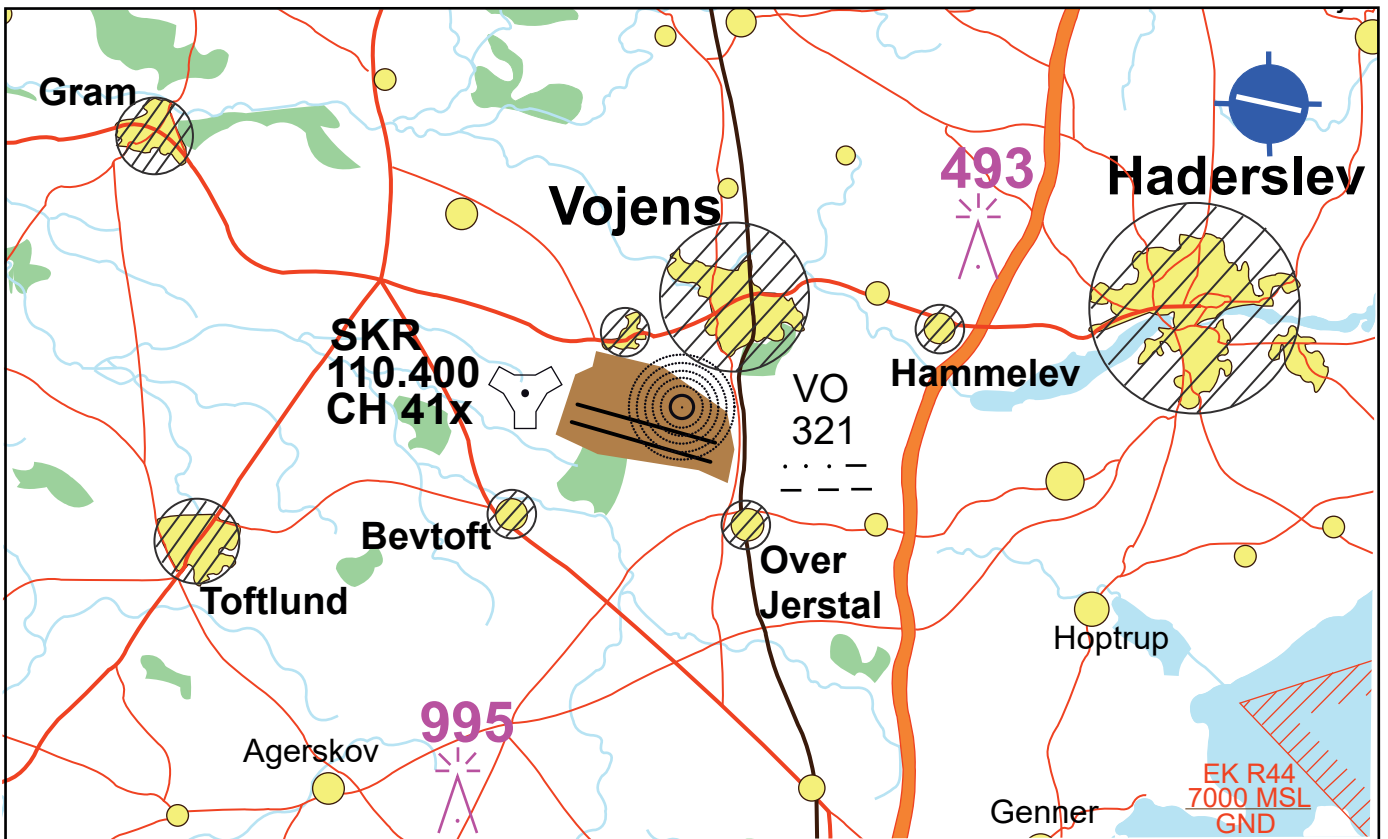 Gram
493
Haderslev
Vojens
SKR
110.400
CH 41x
VO
321
Hammelev
Bevtoft
Over
Jerstal
Toftlund
Hoptrup
995
Agerskov
EK R44
7000 MSL
GND
Genner